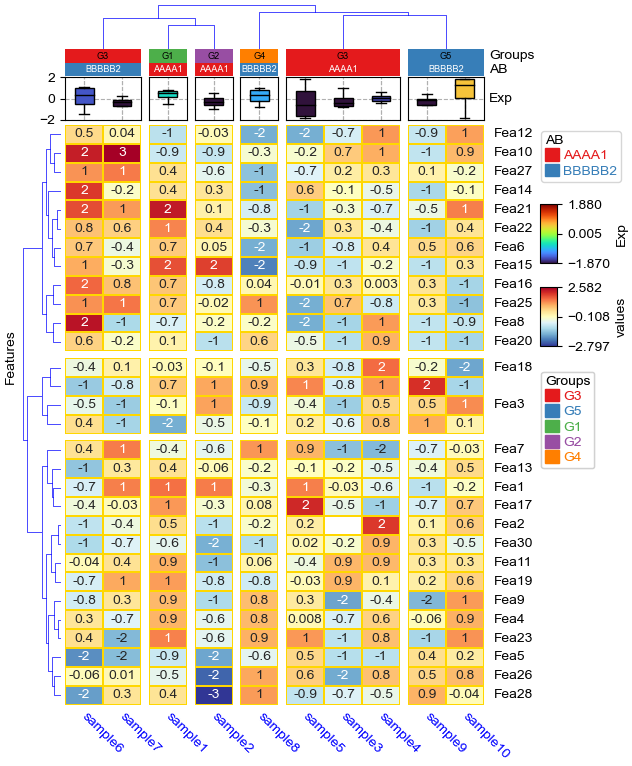 G3 G1 G2 G4 G3 G5 Groups
BBBBB2 AAAA1 AAAA1 BBBBB2 AAAA1 BBBBB2 AB
2
0 Exp
−2
0.5 0.04 -1 -0.03 -2 -2 -0.7 1 -0.9 1 Fea12
2 3 -0.9 -0.9 -0.3 -0.2 0.7 1 -1 0.9 Fea10
1 1 0.4 -0.6 -1 -0.7 0.2 0.3 0.1 -0.2 Fea27
2 -0.2 0.4 0.3 -1 0.6 -0.1 -0.5 -1 -0.1 Fea14
2 1 2 0.1 -0.8 -1 -0.3 -0.7 -0.5 1 Fea21
0.8 0.6 1 0.4 -0.3 -2 0.3 -0.4 -1 0.4 Fea22
0.7 -0.4 0.7 0.05 -2 -1 -0.8 0.4 0.5 0.6 Fea6
1 -0.3 2 2 -2 -0.9 -1 -0.2 -1 0.3 Fea15
2 0.8 0.7 -0.8 0.04 -0.01 0.3 0.003 0.3 -1 Fea16
1 1 0.7 -0.02 1 -2 0.7 -0.8 0.3 -1 Fea25
2 -1 -0.7 -0.2 -0.2 -2 -1 1 -1 -0.9 Fea8
0.6 -0.2 0.1 -1 0.6 -0.5 -1 0.9 -1 -1 Fea20
-0.4 0.1 -0.03 -0.1 -0.5 0.3 -0.8 2 -0.2 -2 Fea18
-1 -0.8 0.7 1 0.9 1 -0.8 1 2 -1
-0.5 -1 -0.1 1 -0.9 -0.4 -1 0.5 0.5 1 Fea3
0.4 -1 -2 -0.5 -0.1 0.2 -0.6 0.8 1 0.1
0.4 1 -0.4 -0.6 1 0.9 -1 -2 -0.7 -0.03 Fea7
-1 0.3 0.4 -0.06 -0.2 -0.1 -0.2 -0.5 -0.4 0.5 Fea13
-0.7 1 1 1 -0.3 1 -0.03 -0.6 -1 -0.2 Fea1
-0.4 -0.03 1 -0.3 0.08 2 -0.5 -1 -0.7 0.7 Fea17
-1 -0.4 0.5 -1 -0.2 0.2 2 0.1 0.6 Fea2
-1 -0.7 -0.6 -2 -1 0.02 -0.2 0.9 0.3 -0.5 Fea30
-0.04 0.4 0.9 -1 0.06 -0.4 0.9 0.9 0.3 0.3 Fea11
-0.7 1 1 -0.8 -0.8 -0.03 0.9 0.1 0.2 0.6 Fea19
-0.8 0.3 0.9 -1 0.8 0.3 -2 -0.4 -2 1 Fea9
0.3 -0.7 0.9 -0.6 0.8 0.008 -0.7 0.6 -0.06 0.9 Fea4
0.4 -2 1 -0.6 0.9 1 -1 0.8 -1 1 Fea23
-2 -2 -0.9 -2 -0.6 0.5 -1 -1 0.4 0.2 Fea5
-0.06 0.01 -0.5 -2 1 0.6 -2 0.8 0.5 0.8 Fea26
-2 0.3 0.4 -3 1 -0.9 -0.7 -0.5 0.9 -0.04 Fea28
sample6 sample7 sample1 sample2 sample8 sample5 sample3 sample4 sample9 sample10
Features
AB
AAAA1
BBBBB2
1.880
0.005
-1.870
Exp
2.582
-0.108
-2.797
values
Groups
G3
G5
G1
G2
G4